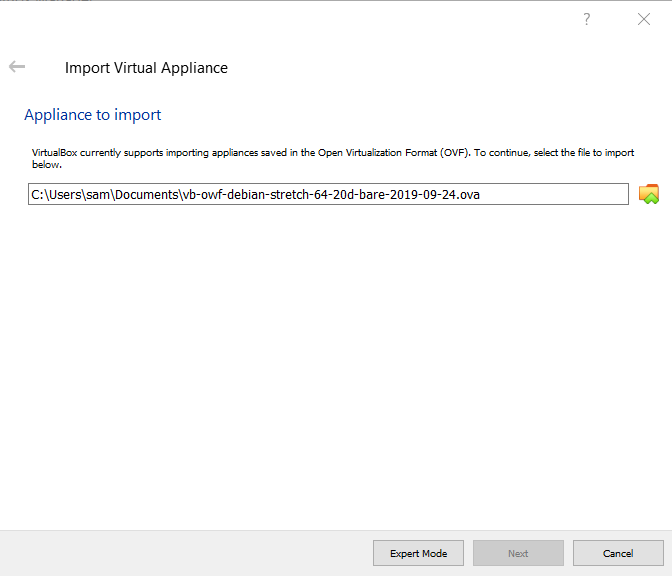 ?
Import Virtual Appliance
Appliance to import
VirtualBox currently supports importing appliances saved in the Open Virtualization Format (OVF). To continue, select the file to import
below.
C:\Users\sam\Documents\vb-owf-debian-stretch-64-20d-bare-2019-09-24.ova
Expert Mode
Next
Cancel